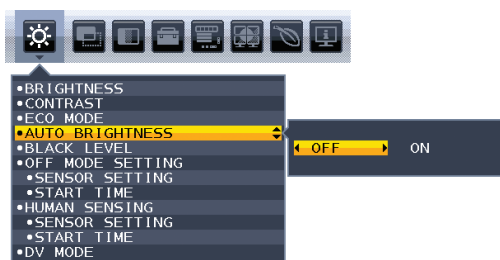 •BRIGHTNESS
•CONTRAST
•ECO MODE
•AUTO BRIGHTNESS
OFF ON
•BLACK LEVEL
•OFF MODE SETTING
•SENSOR SETTING
•START TIME
•HUMAN SENSING
•SENSOR SETTING
•START TIME
•DV MODE